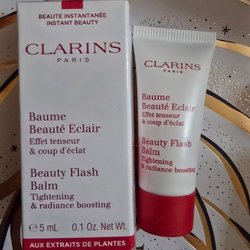 BEAUTÉ INSTANTANÉE
INSTANT BEAUTY
CLARINS
PARIS
Baume
Beauté Eclair
Effet tenseur
& coup d'éclat
Beauty Flash
Balm
Tightening
& radiance boosting
℮ 5 mL 0.1 Oz. Net Wt.
AUX EXTRAITS DE PLANTES
CLARINS
PARIS
Baume
Beauté Eclair
Effet tenseur
& coup d'éclat
Beauty Flash
Balm
Tightening
& radiance boosting